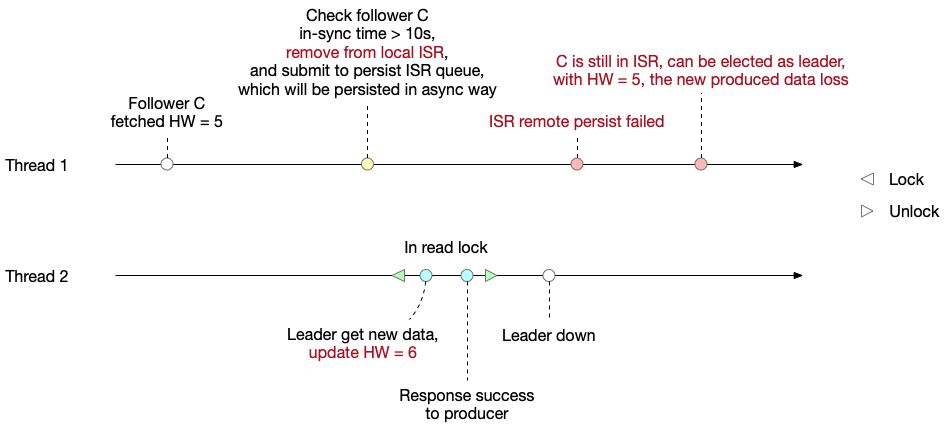 Check follower C
in-sync time > 10s,
remove from local ISR,
and submit to persist ISR queue,
which will be persisted in async way
C is still in ISR, can be elected as leader,
with HW = 5, the new produced data loss
Follower C
fetched HW = 5
ISR remote persist failed
Thread 1
Lock
Unlock
In read lock
Thread 2
Leader get new data,
update HW = 6
Leader down
Response success
to producer